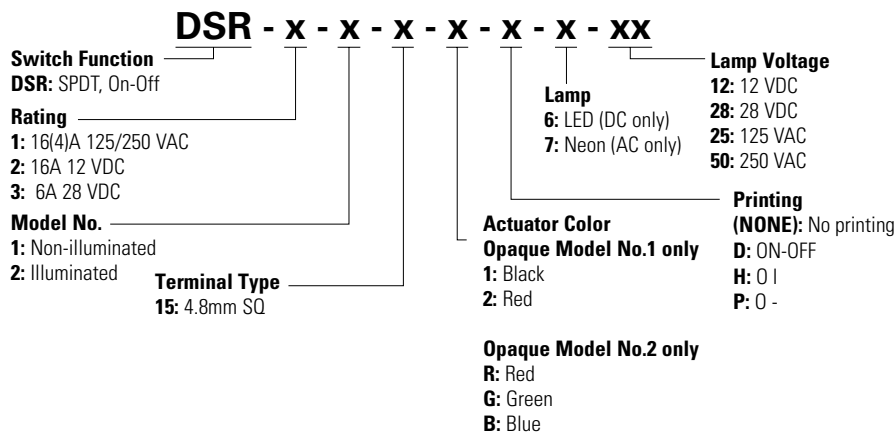 DSR - x - x - x - x - x - x - xx
Switch Function
DSR: SPDT, On-Off
Rating
1: 16(4)A 125/250 VAC
2: 16A 12 VDC
3: 6A 28 VDC
Model No.
1: Non-illuminated
2: Illuminated
Terminal Type
15: 4.8mm SQ
Actuator Color
Opaque Model No.1 only
1: Black
2: Red
Opaque Model No.2 only
R: Red
G: Green
B: Blue
Lamp
6: LED (DC only)
7: Neon (AC only)
Lamp Voltage
12: 12 VDC
28: 28 VDC
25: 125 VAC
50: 250 VAC
Printing
(NONE): No printing
D: ON-OFF
H: O I
P: O -